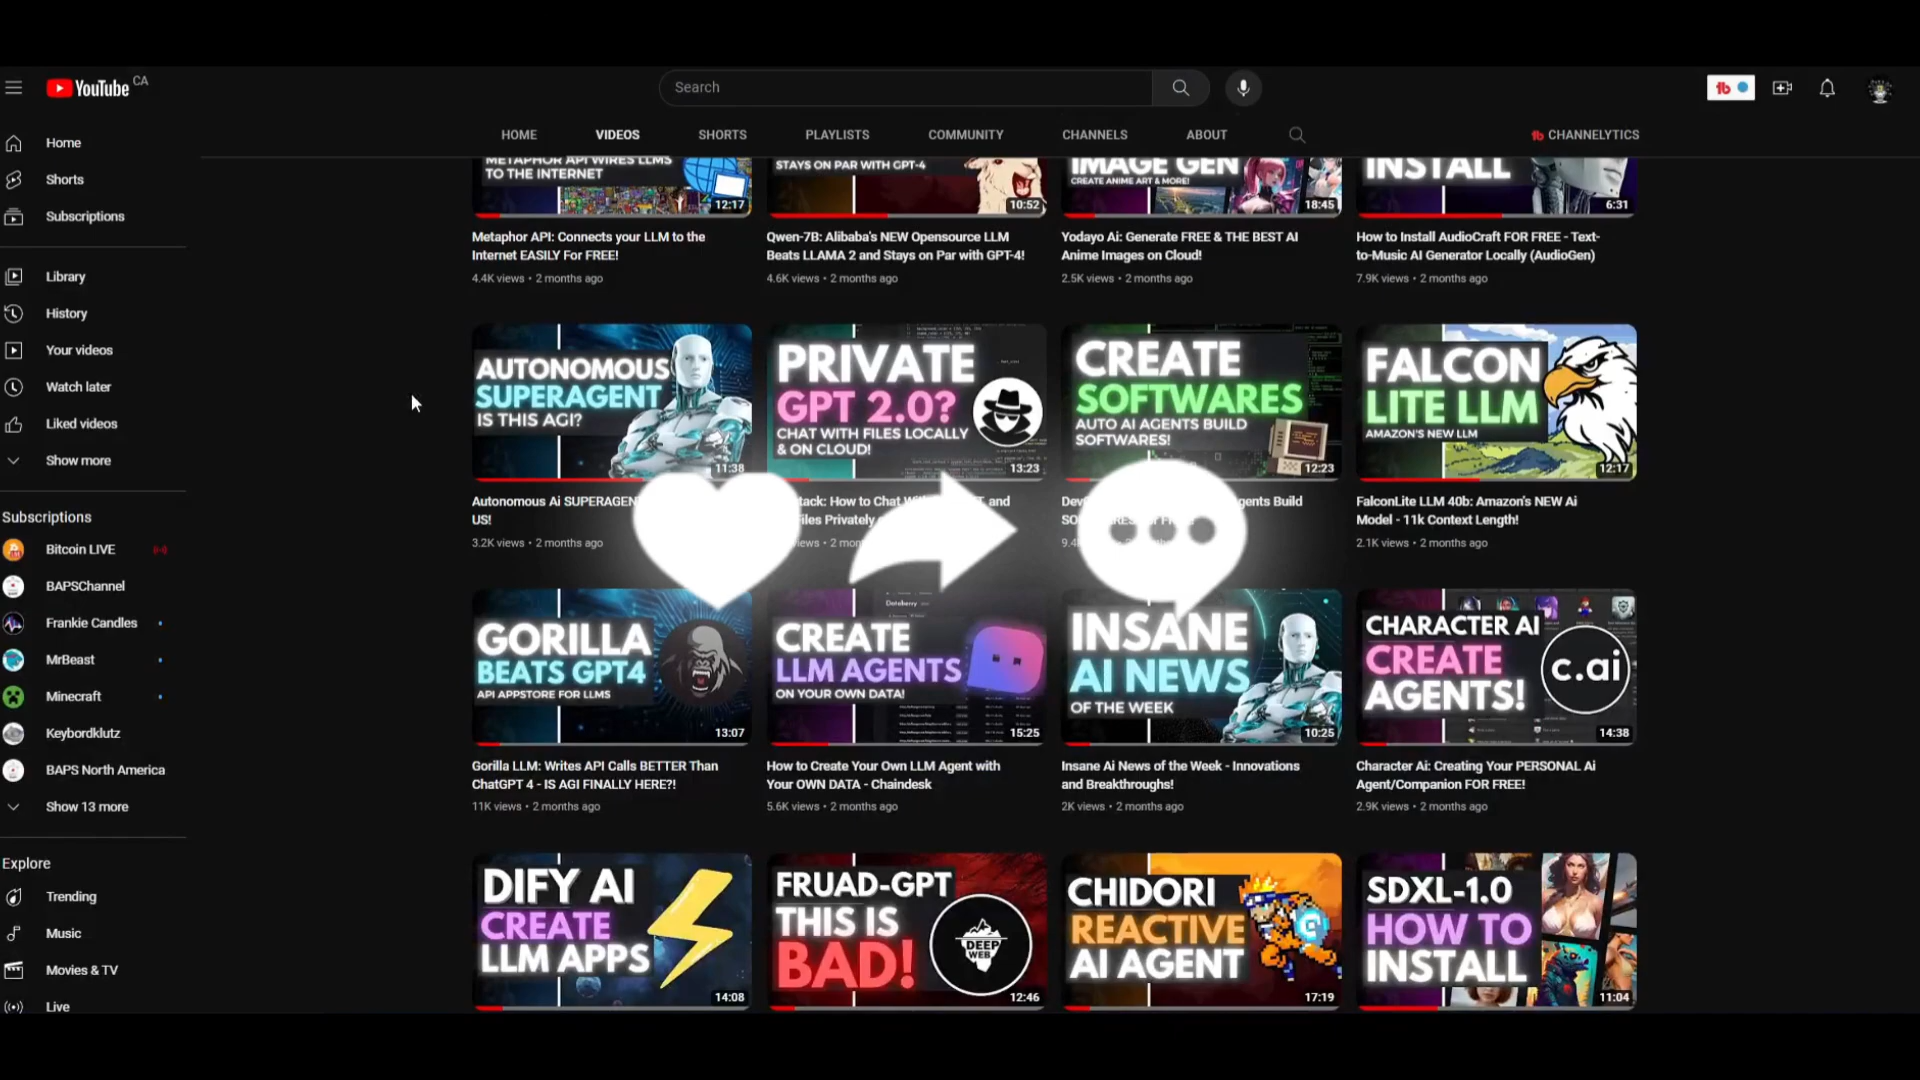 YouTube CA
Search
HOME VIDEOS SHORTS PLAYLISTS COMMUNITY CHANNELS ABOUT CHANNELYTICS
Home
Shorts
Subscriptions
Library
History
Your videos
Watch later
Liked videos
Show more
Subscriptions
Bitcoin LIVE
BAPSChannel
Frankie Candles
MrBeast
Minecraft
Keybordklutz
BAPS North America
Show 13 more
Explore
Trending
Music
Movies & TV
Live
METAPHOR API WIRES LLMS
TO THE INTERNET
12:17
Metaphor API: Connects your LLM to the
Internet EASILY For FREE!
4.4K views • 2 months ago
STAYS ON PAR WITH GPT-4
10:52
Qwen-7B: Alibaba's NEW Opensource LLM
Beats LLAMA 2 and Stays on Par with GPT-4!
4.6K views • 2 months ago
IMAGE GEN
CREATE ANIME ART & MORE!
18:45
Yodayo Ai: Generate FREE & THE BEST AI
Anime Images on Cloud!
2.5K views • 2 months ago
INSTALL
6:31
How to Install AudioCraft FOR FREE - Text-
to-Music AI Generator Locally (AudioGen)
7.9K views • 2 months ago
AUTONOMOUS
SUPERAGENT
IS THIS AGI?
11:38
Autonomous Ai SUPERAGEN
US!
3.2K views • 2 months ago
PRIVATE
GPT 2.0?
CHAT WITH FILES LOCALLY
& ON CLOUD!
13:23
tack: How to Chat and
Files Privately
views • 2
CREATE
SOFTWARES
AUTO AI AGENTS BUILD
SOFTWARES!
12:23
gents Build
FALCON
LITE LLM
AMAZON'S NEW LLM
12:17
FalconLite LLM 40b: Amazon's NEW Ai
Model - 11k Context Length!
2.1K views • 2 months ago
GORILLA
BEATS GPT4
API APPSTORE FOR LLMS
13:07
Gorilla LLM: Writes API Calls BETTER Than
ChatGPT 4 - IS AGI FINALLY HERE?!
11K views • 2 months ago
Databerry
CREATE
LLM AGENTS
ON YOUR OWN DATA!
15:25
How to Create Your Own LLM Agent with
Your OWN DATA - Chaindesk
5.6K views • 2 months ago
INSANE
AI NEWS
OF THE WEEK
10:25
Insane Ai News of the Week - Innovations
and Breakthroughs!
2K views • 2 months ago
CHARACTER AI
CREATE
AGENTS!
c.ai
14:38
Character Ai: Creating Your PERSONAL Ai
Agent/Companion FOR FREE!
2.9K views • 2 months ago
DIFY AI
CREATE
LLM APPS
14:08
FRUAD-GPT
THIS IS
BAD!
DEEP
WEB
12:46
CHIDORI
REACTIVE
AI AGENT
17:19
SDXL-1.0
HOW TO
INSTALL
11:04